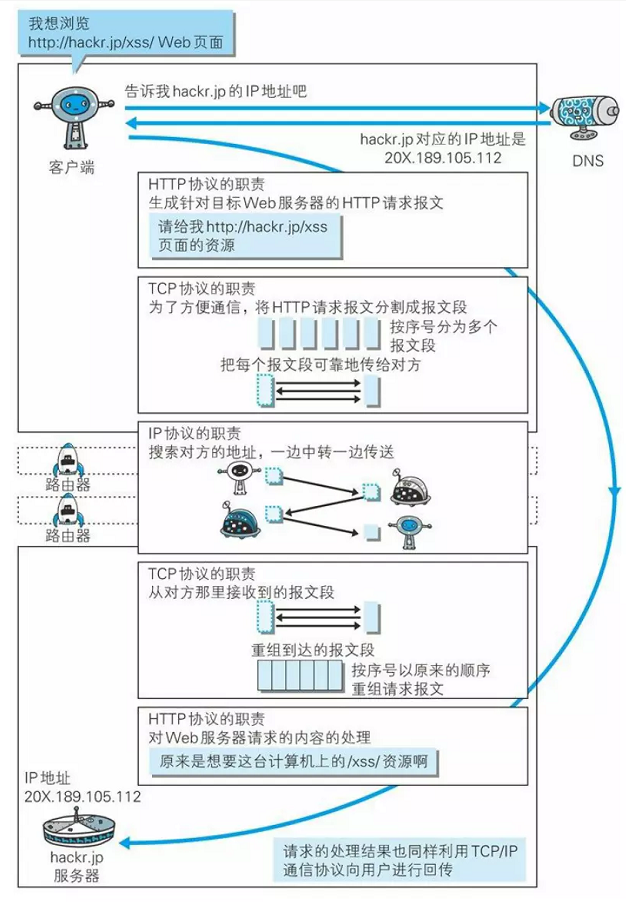 我想浏览
http://hackr.jp/xss/ Web页面
告诉我hackr.jp的IP地址吧
hackr.jp对应的IP地址是
20X.189.105.112
客户端
DNS
HTTP协议的职责
生成针对目标Web服务器的HTTP请求报文
请给我http://hackr.jp/xss
页面的资源
TCP协议的职责
为了方便通信，将HTTP请求报文分割成报文段
按序号分为多个
报文段
把每个报文段可靠地传给对方
IP协议的职责
搜索对方的地址，一边中转一边传送
路由器
路由器
TCP协议的职责
从对方那里接收到的报文段
重组到达的报文段
按序号以原来的顺序
重组请求报文
HTTP协议的职责
对Web服务器请求的内容的处理
原来是想要这台计算机上的/xss/资源啊
IP地址
20X.189.105.112
hackr.jp
服务器
请求的处理结果也同样利用TCP/IP
通信协议向用户进行回传